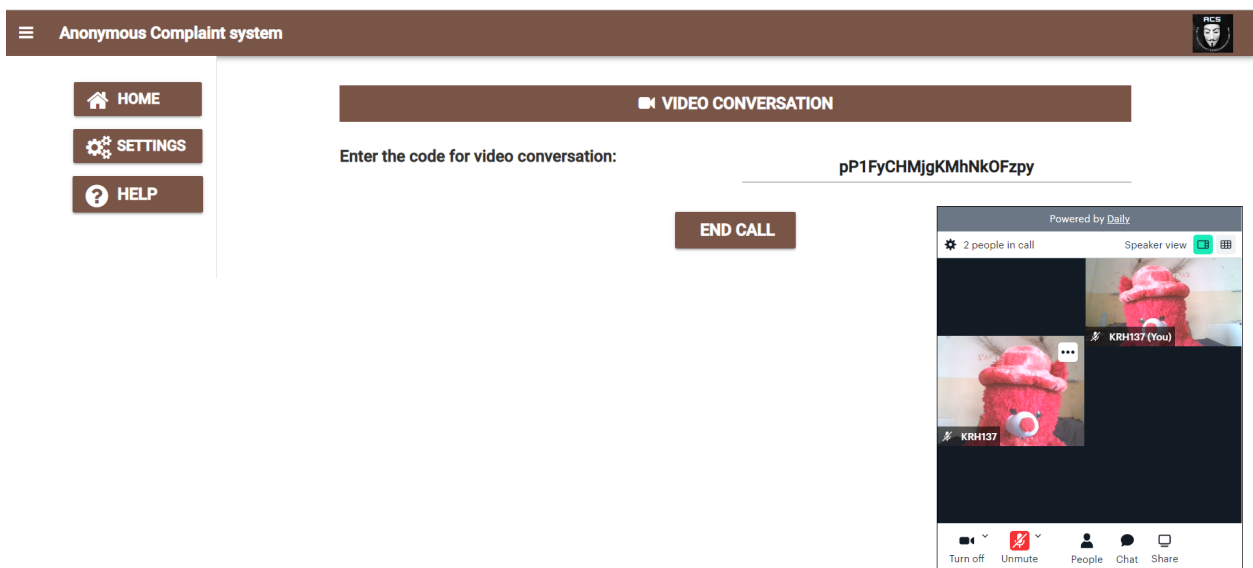 Anonymous Complaint system
ACS
HOME
SETTINGS
HELP
VIDEO CONVERSATION
Enter the code for video conversation:
pP1FyCHMjgKMhNkOFzpy
END CALL
Powered by Daily
2 people in call
Speaker view
KRH137 (You)
KRH137
Turn off
Unmute
People
Chat
Share